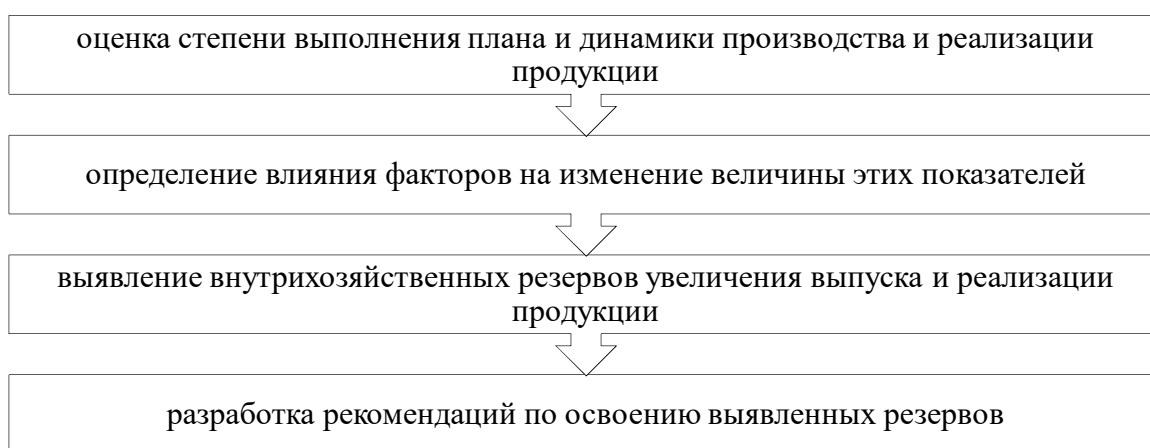 оценка степени выполнения плана и динамики производства и реализации
продукции
определение влияния факторов на изменение величины этих показателей
выявление внутрихозяйственных резервов увеличения выпуска и реализации
продукции
разработка рекомендаций по освоению выявленных резервов